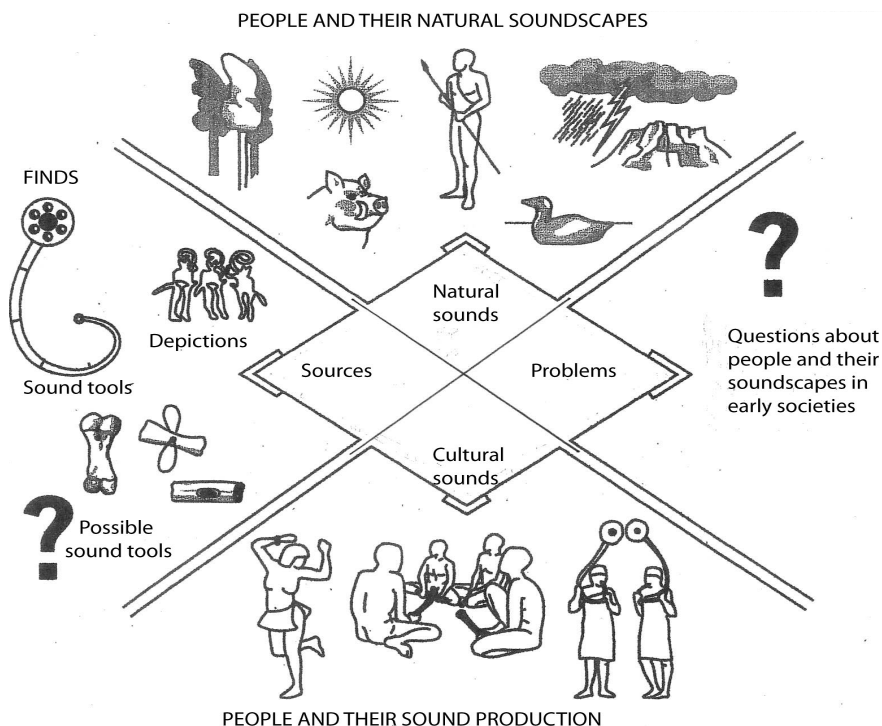 PEOPLE AND THEIR NATURAL SOUNDSCAPES
FINDS
Depictions
Sound tools
?
Possible
sound tools
Natural
sounds
Sources
Problems
Cultural
sounds
?
Questions about
people and their
soundscapes in
early societies
PEOPLE AND THEIR SOUND PRODUCTION